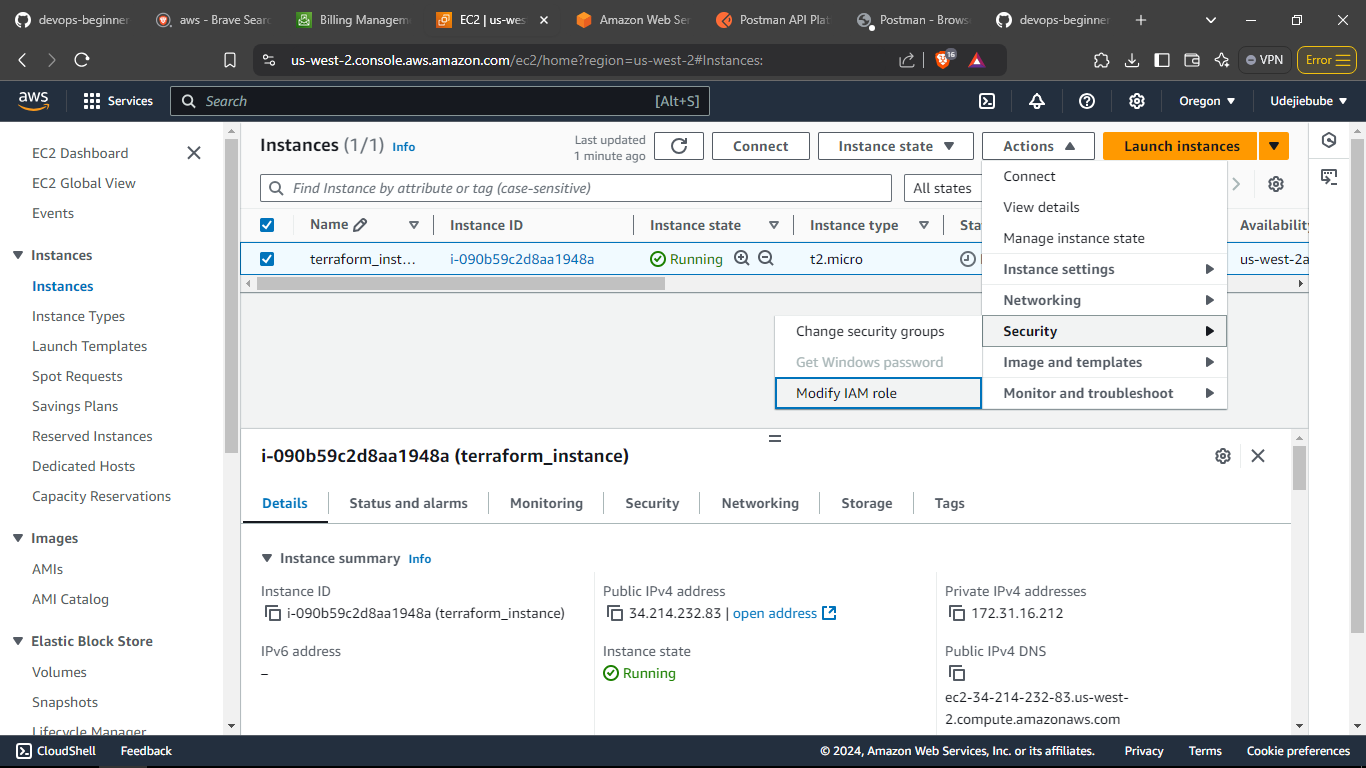 devops-beginner
aws - Brave Sear
Billing Managem
EC2 | us-wes
Amazon Web Se
Postman API Plat
Postman - Brows
devops-beginner
us-west-2.console.aws.amazon.com/ec2/home?region=us-west-2#Instances:
16
VPN
Error
aws
Services
Search
[Alt+S]
Oregon
Udejiebube
EC2 Dashboard
EC2 Global View
Events
Instances
Instances
Instance Types
Launch Templates
Spot Requests
Savings Plans
Reserved Instances
Dedicated Hosts
Capacity Reservations
Images
AMIs
AMI Catalog
Elastic Block Store
Volumes
Snapshots
Lifecycle Manager
Instances (1/1) Info
Last updated
1 minute ago
Connect
Instance state
Actions
Launch instances
Find Instance by attribute or tag (case-sensitive)
All states
Name
Instance ID
Instance state
Instance type
Sta
Availability
terraform_inst...
i-090b59c2d8aa1948a
Running
t2.micro
us-west-2a
Connect
View details
Manage instance state
Instance settings
Networking
Security
Image and templates
Monitor and troubleshoot
Change security groups
Get Windows password
Modify IAM role
i-090b59c2d8aa1948a (terraform_instance)
Details
Status and alarms
Monitoring
Security
Networking
Storage
Tags
Instance summary Info
Instance ID
i-090b59c2d8aa1948a (terraform_instance)
Public IPv4 address
34.214.232.83 | open address
Private IPv4 addresses
172.31.16.212
IPv6 address
–
Instance state
Running
Public IPv4 DNS
ec2-34-214-232-83.us-west-
2.compute.amazonaws.com
CloudShell
Feedback
© 2024, Amazon Web Services, Inc. or its affiliates.
Privacy
Terms
Cookie preferences